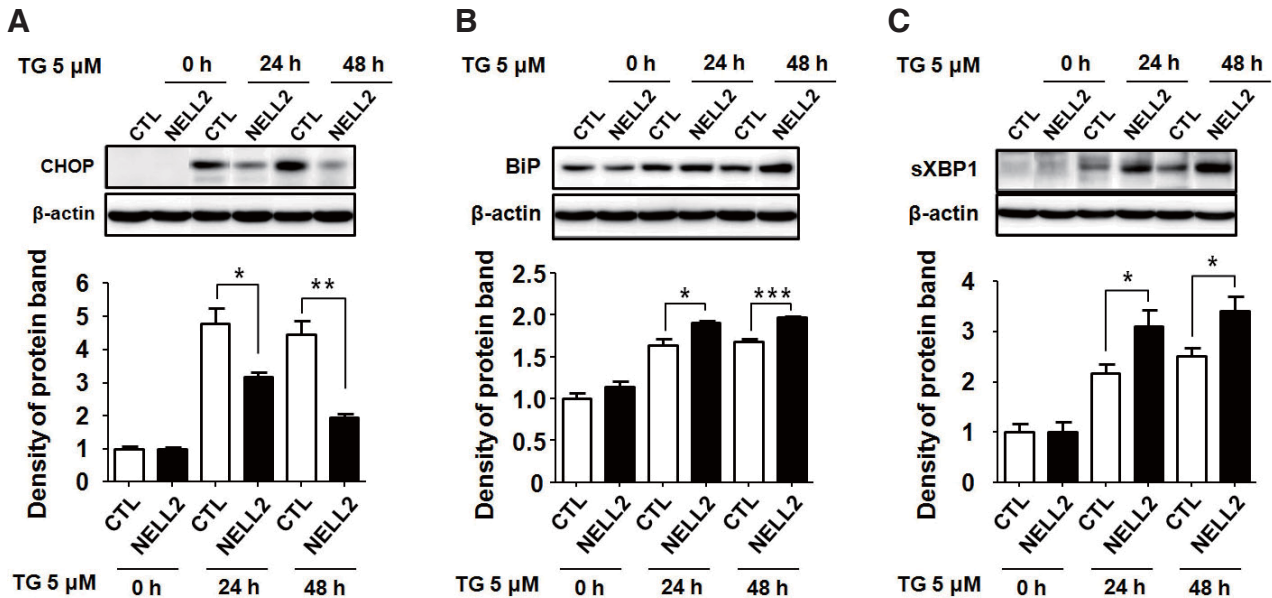 A
TG 5 μM 0 h 24 h 48 h
CTL NELL2 CTL NELL2 CTL NELL2
CHOP
β-actin
Density of protein band
6
5
4
3
2
1
0
* **
CTL NELL2 CTL NELL2 CTL NELL2
TG 5 μM 0 h 24 h 48 h
B
TG 5 μM 0 h 24 h 48 h
CTL NELL2 CTL NELL2 CTL NELL2
BiP
β-actin
Density of protein band
2.5
2.0
1.5
1.0
0.5
0
* ***
CTL NELL2 CTL NELL2 CTL NELL2
TG 5 μM 0 h 24 h 48 h
C
TG 5 μM 0 h 24 h 48 h
CTL NELL2 CTL NELL2 CTL NELL2
sXBP1
β-actin
Density of protein band
4
3
2
1
0
* *
CTL NELL2 CTL NELL2 CTL NELL2
TG 5 μM 0 h 24 h 48 h